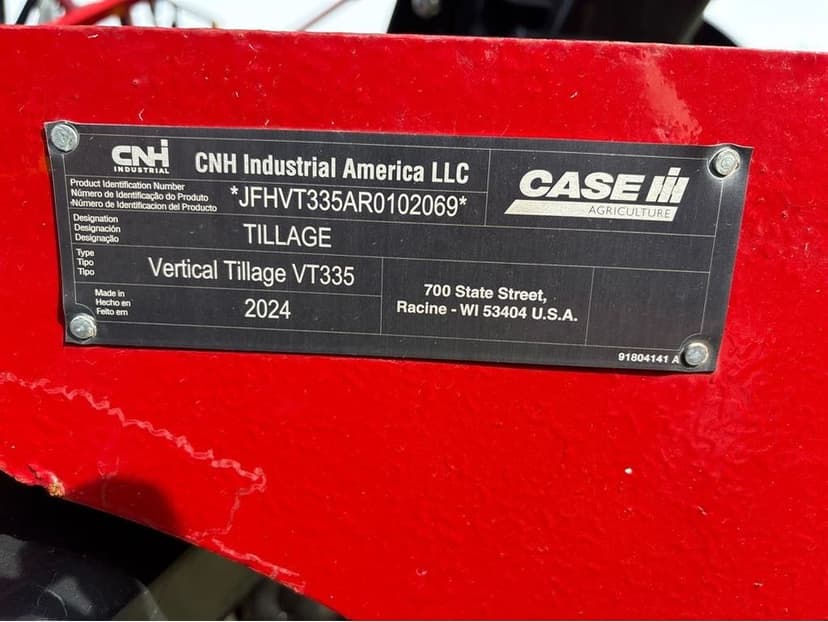 CNH
INDUSTRIAL
CNH Industrial America LLC
Product Identification Number
Número de Identificação do Produto
Número de Identificacion del Producto
*JFHVT335AR0102069*
CASE IH
AGRICULTURE
Designation
Designación
Designação
TILLAGE
Type
Tipo
Tipo
Vertical Tillage VT335
Made in
Hecho en
Feito em
2024
700 State Street,
Racine - WI 53404 U.S.A.
91804141 A